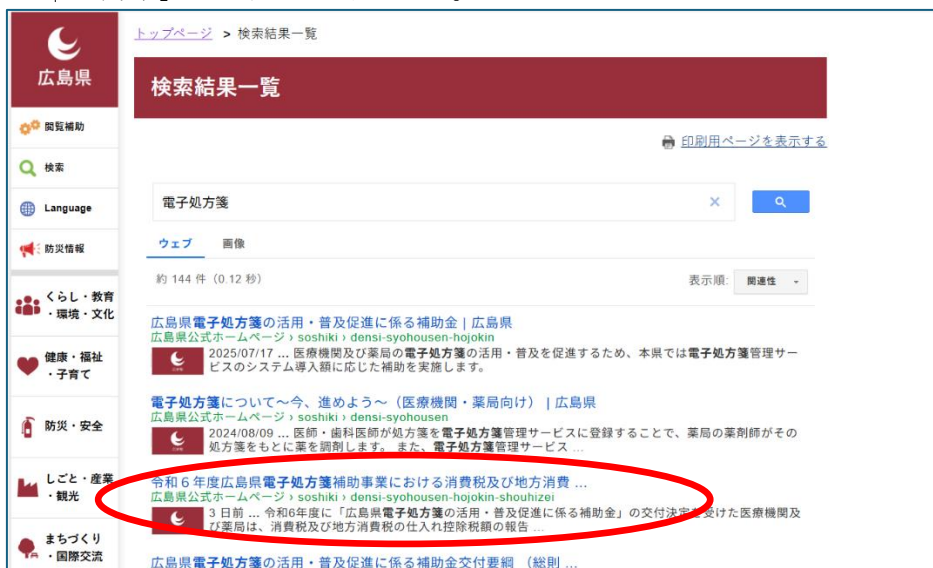 トップページ > 検索結果一覧
広島県
検索結果一覧
閲覧補助
印刷用ページを表示する
検索
電子処方箋
Language
ウェブ 画像
防災情報
約 144 件 (0.12 秒)
表示順: 関連性
くらし・教育
・環境・文化
広島県電子処方箋の活用・普及促進に係る補助金 | 広島県
広島県公式ホームページ › soshiki › densi-syohousen-hojokin
2025/07/17 ... 医療機関及び薬局の電子処方箋の活用・普及を促進するため、本県では電子処方箋管理サー
ビスのシステム導入額に応じた補助を実施します。
健康・福祉
・子育て
電子処方箋について～今、進めよう～（医療機関・薬局向け） | 広島県
広島県公式ホームページ › soshiki › densi-syohousen
2024/08/09 ... 医師・歯科医師が処方箋を電子処方箋管理サービスに登録することで、薬局の薬剤師がその
処方箋をもとに薬を調剤します。 また、電子処方箋管理サービス ...
防災・安全
しごと・産業
・観光
令和６年度広島県電子処方箋補助事業における消費税及び地方消費 ...
広島県公式ホームページ › soshiki › densi-syohousen-hojokin-shouhizei
3 日前 ... 令和6年度に「広島県電子処方箋の活用・普及促進に係る補助金」の交付決定を受けた医療機関及
び薬局は、消費税及び地方消費税の仕入れ控除税額の報告 ...
まちづくり
・国際交流
広島県電子処方箋の活用・普及促進に係る補助金交付要綱 （総則 ...